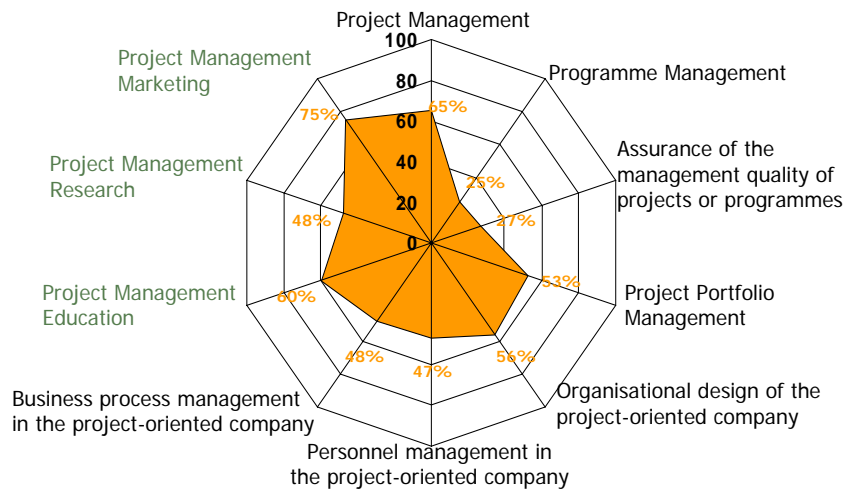 Project Management
100
Project Management
Marketing
Programme Management
80
75%
65%
60
Assurance of the
management quality of
projects or programmes
Project Management
Research
40
25%
48%
20
27%
0
53%
Project Management
Education
60%
Project Portfolio
Management
48%
47%
56%
Business process management
in the project-oriented company
Organisational design of the
project-oriented company
Personnel management in
the project-oriented company